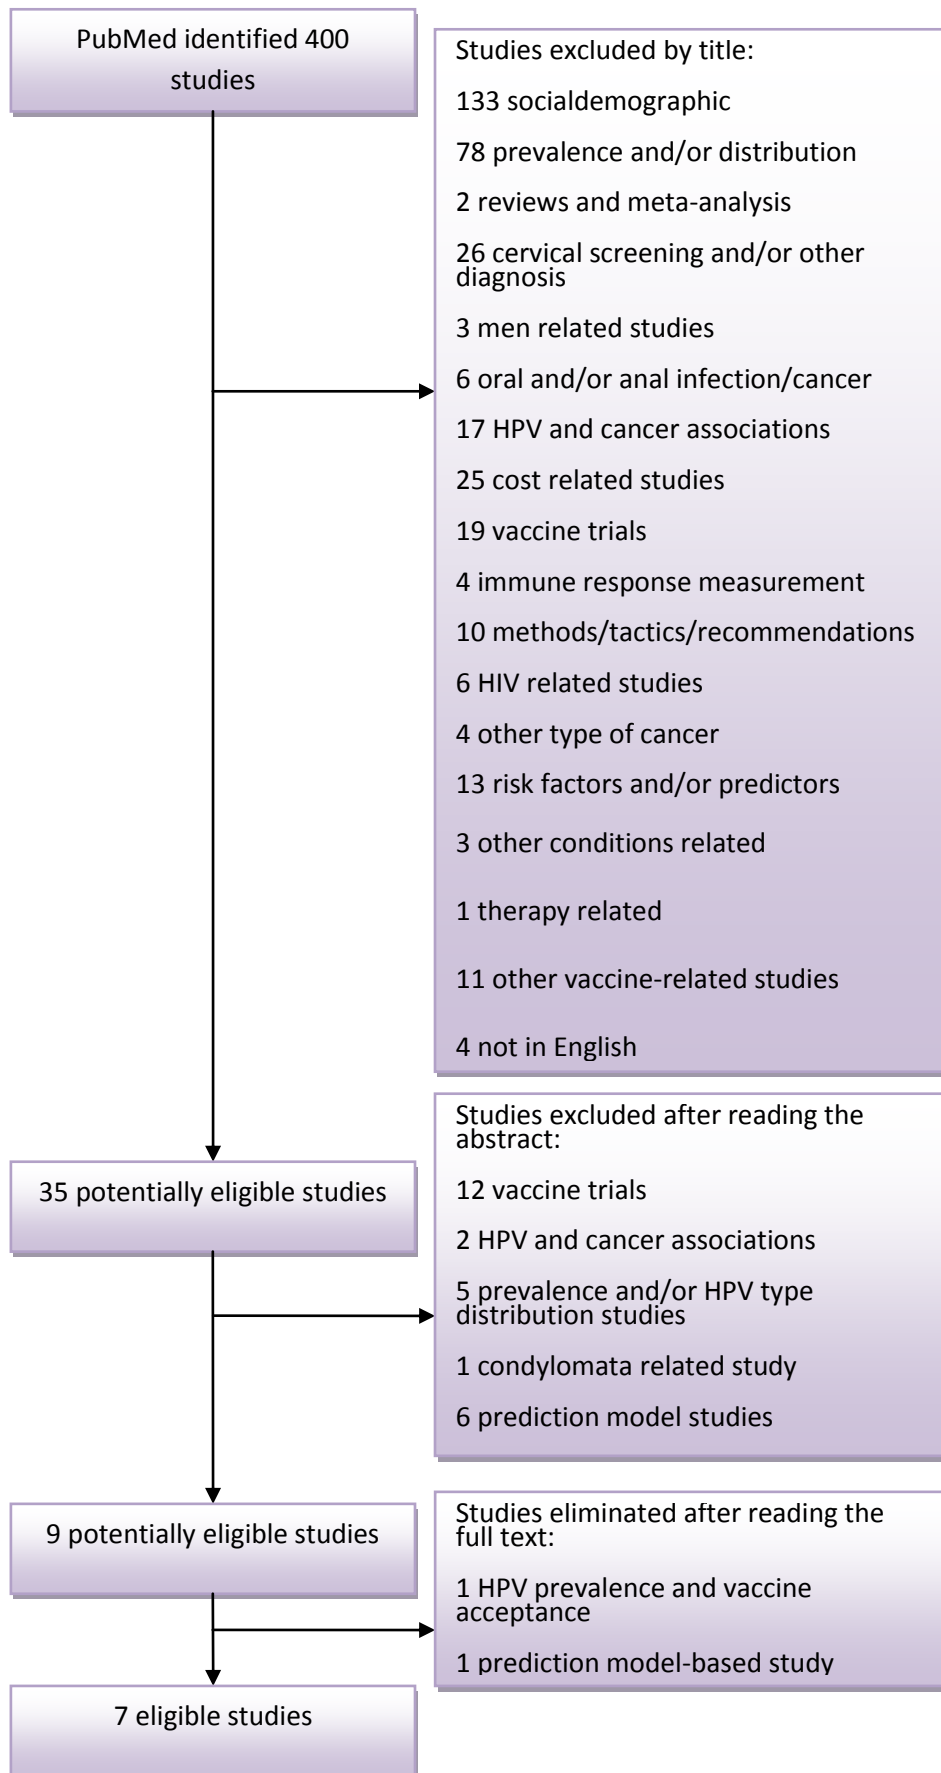 PubMed identified 400
studies
Studies excluded by title:
133 socialdemographic
78 prevalence and/or distribution
2 reviews and meta-analysis
26 cervical screening and/or other
diagnosis
3 men related studies
6 oral and/or anal infection/cancer
17 HPV and cancer associations
25 cost related studies
19 vaccine trials
4 immune response measurement
10 methods/tactics/recommendations
6 HIV related studies
4 other type of cancer
13 risk factors and/or predictors
3 other conditions related
1 therapy related
11 other vaccine-related studies
4 not in English
35 potentially eligible studies
Studies excluded after reading the
abstract:
12 vaccine trials
2 HPV and cancer associations
5 prevalence and/or HPV type
distribution studies
1 condylomata related study
6 prediction model studies
9 potentially eligible studies
Studies eliminated after reading the
full text:
1 HPV prevalence and vaccine
acceptance
1 prediction model-based study
7 eligible studies